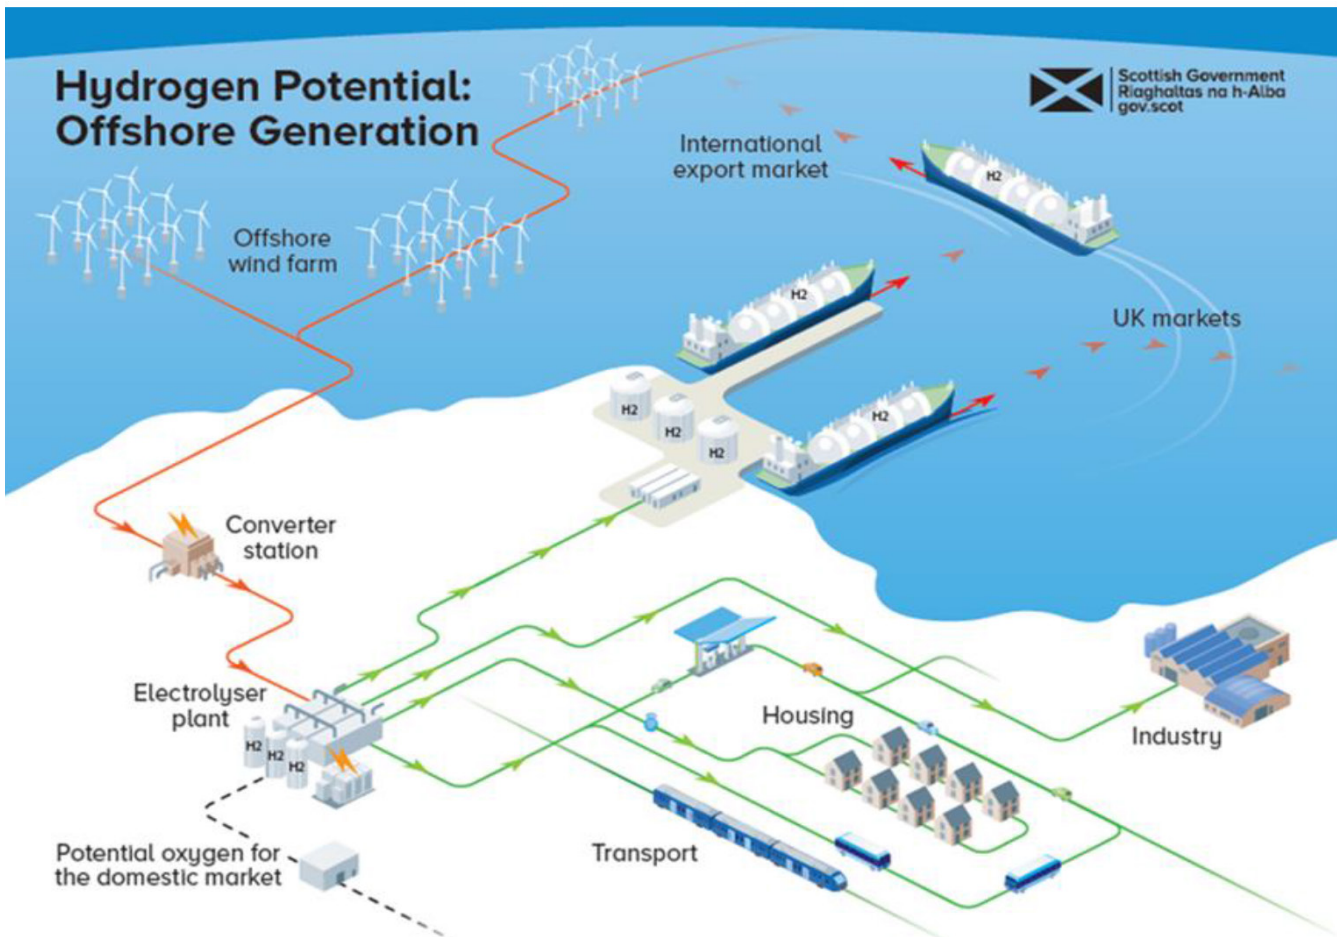 Hydrogen Potential:
Offshore Generation
Scottish Government
Riaghaltas na h-Alba
gov.scot
International
export market
H2
Offshore
wind farm
H2
UK markets
H2
H2
H2
H2
Converter
station
Electrolyser
plant
H2
H2
H2
Housing
Industry
Transport
Potential oxygen for
the domestic market